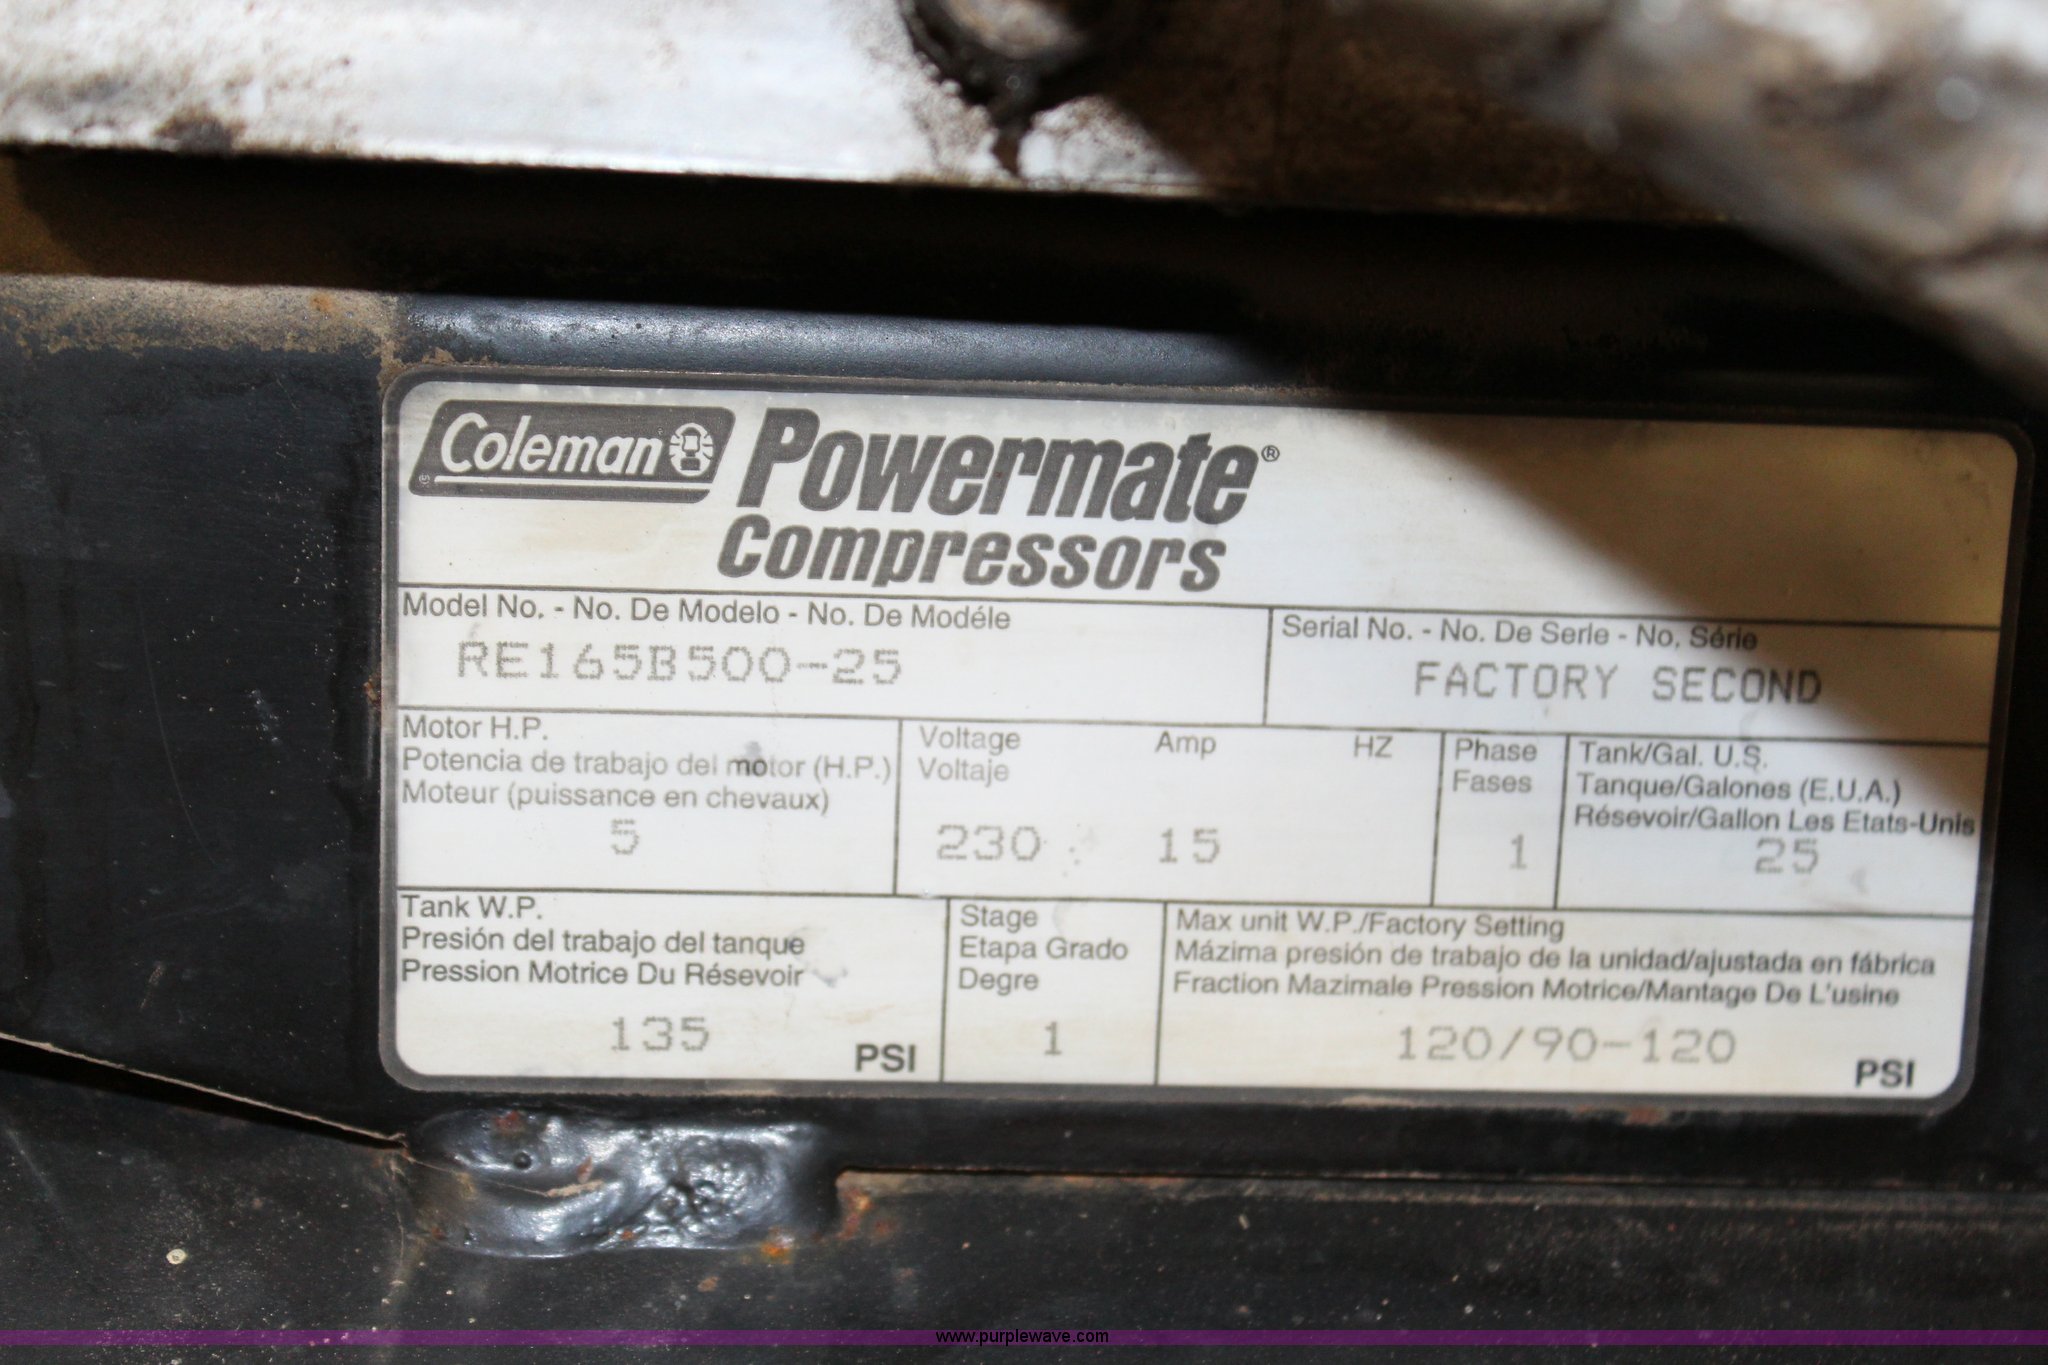 Coleman Powermate®
Compressors
Model No. - No. De Modelo - No. De Modéle
RE165B500-25
Serial No. - No. De Serie - No. Série
FACTORY SECOND
Motor H.P.
Potencia de trabajo del motor (H.P.)
Moteur (puissance en chevaux)
5
Voltage Amp HZ
Voltaje
230 15
Phase
Fases
1
Tank/Gal. U.S.
Tanque/Galones (E.U.A.)
Résevoir/Gallon Les Etats-Unis
25
Tank W.P.
Presión del trabajo del tanque
Pression Motrice Du Résevoir
135 PSI
Stage
Etapa Grado
Degre
1
Max unit W.P./Factory Setting
Mázima presión de trabajo de la unidad/ajustada en fábrica
Fraction Mazimale Pression Motrice/Mantage De L'usine
120/90-120 PSI
www.purplewave.com